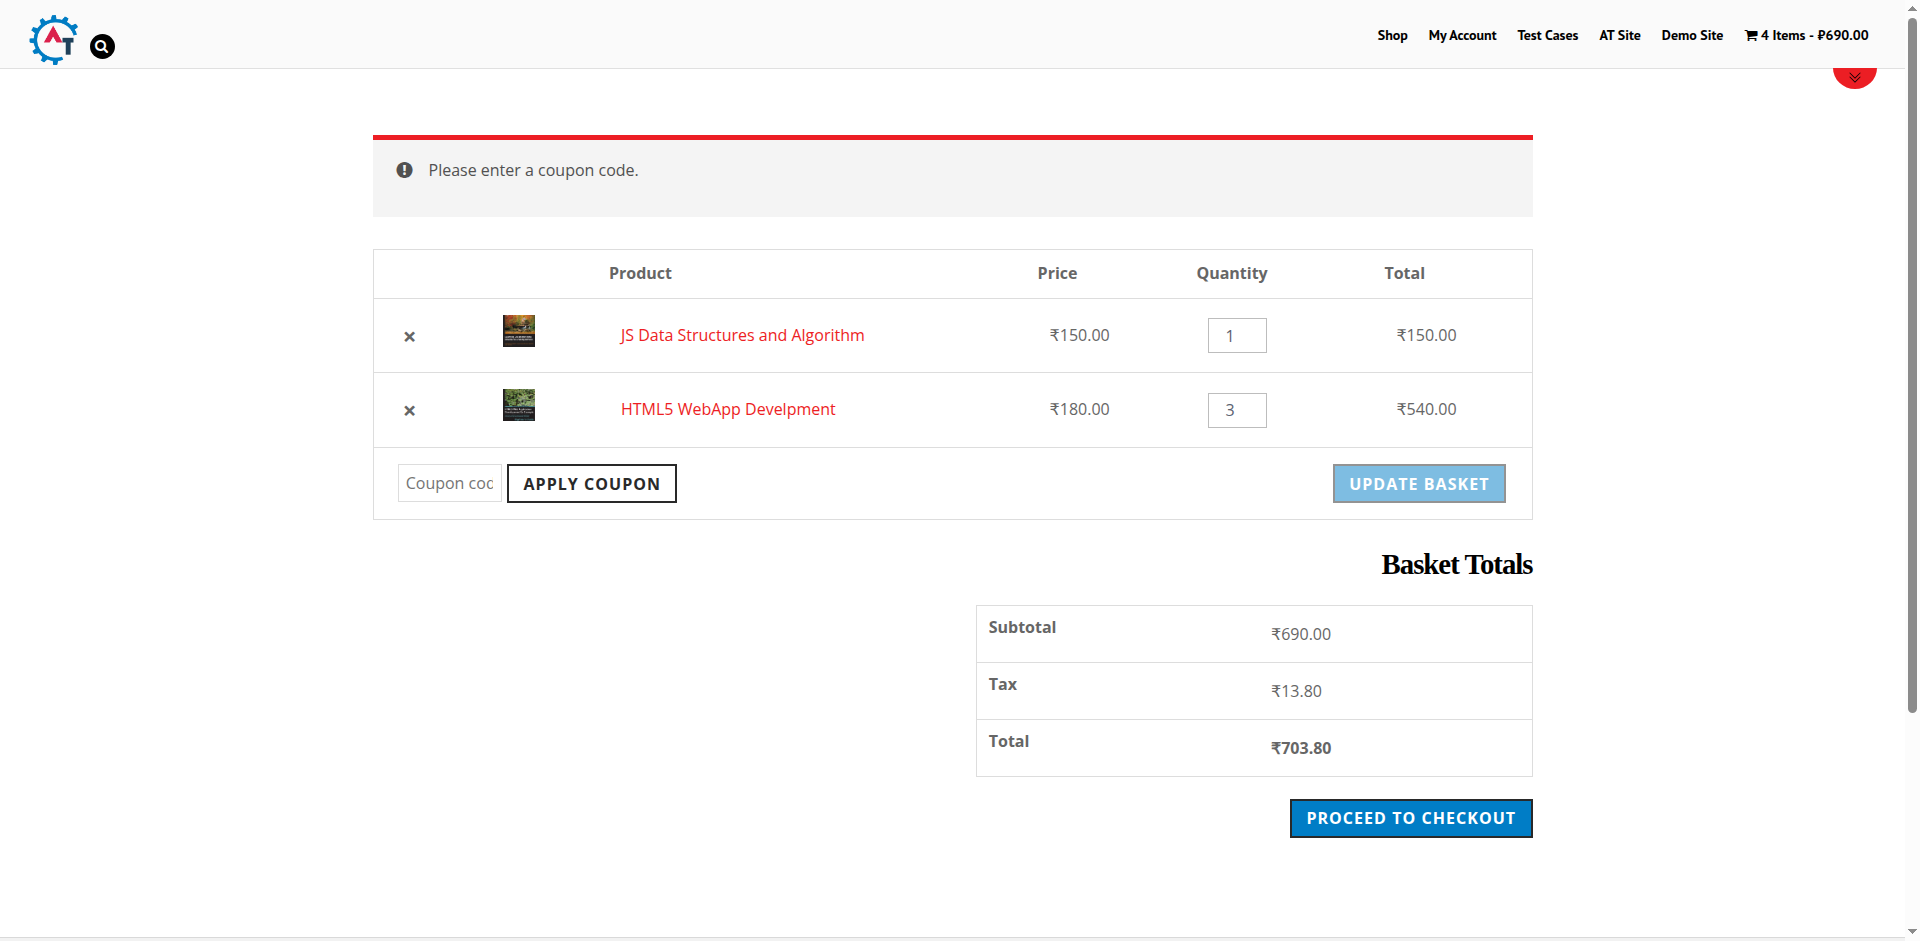 AT
Shop My Account Test Cases AT Site Demo Site 4 Items - ₽690.00
Please enter a coupon code.
Product Price Quantity Total
× JS Data Structures and Algorithm ₹150.00 1 ₹150.00
× HTML5 WebApp Develpment ₹180.00 3 ₹540.00
Coupon coc APPLY COUPON UPDATE BASKET
Basket Totals
Subtotal ₹690.00
Tax ₹13.80
Total ₹703.80
PROCEED TO CHECKOUT